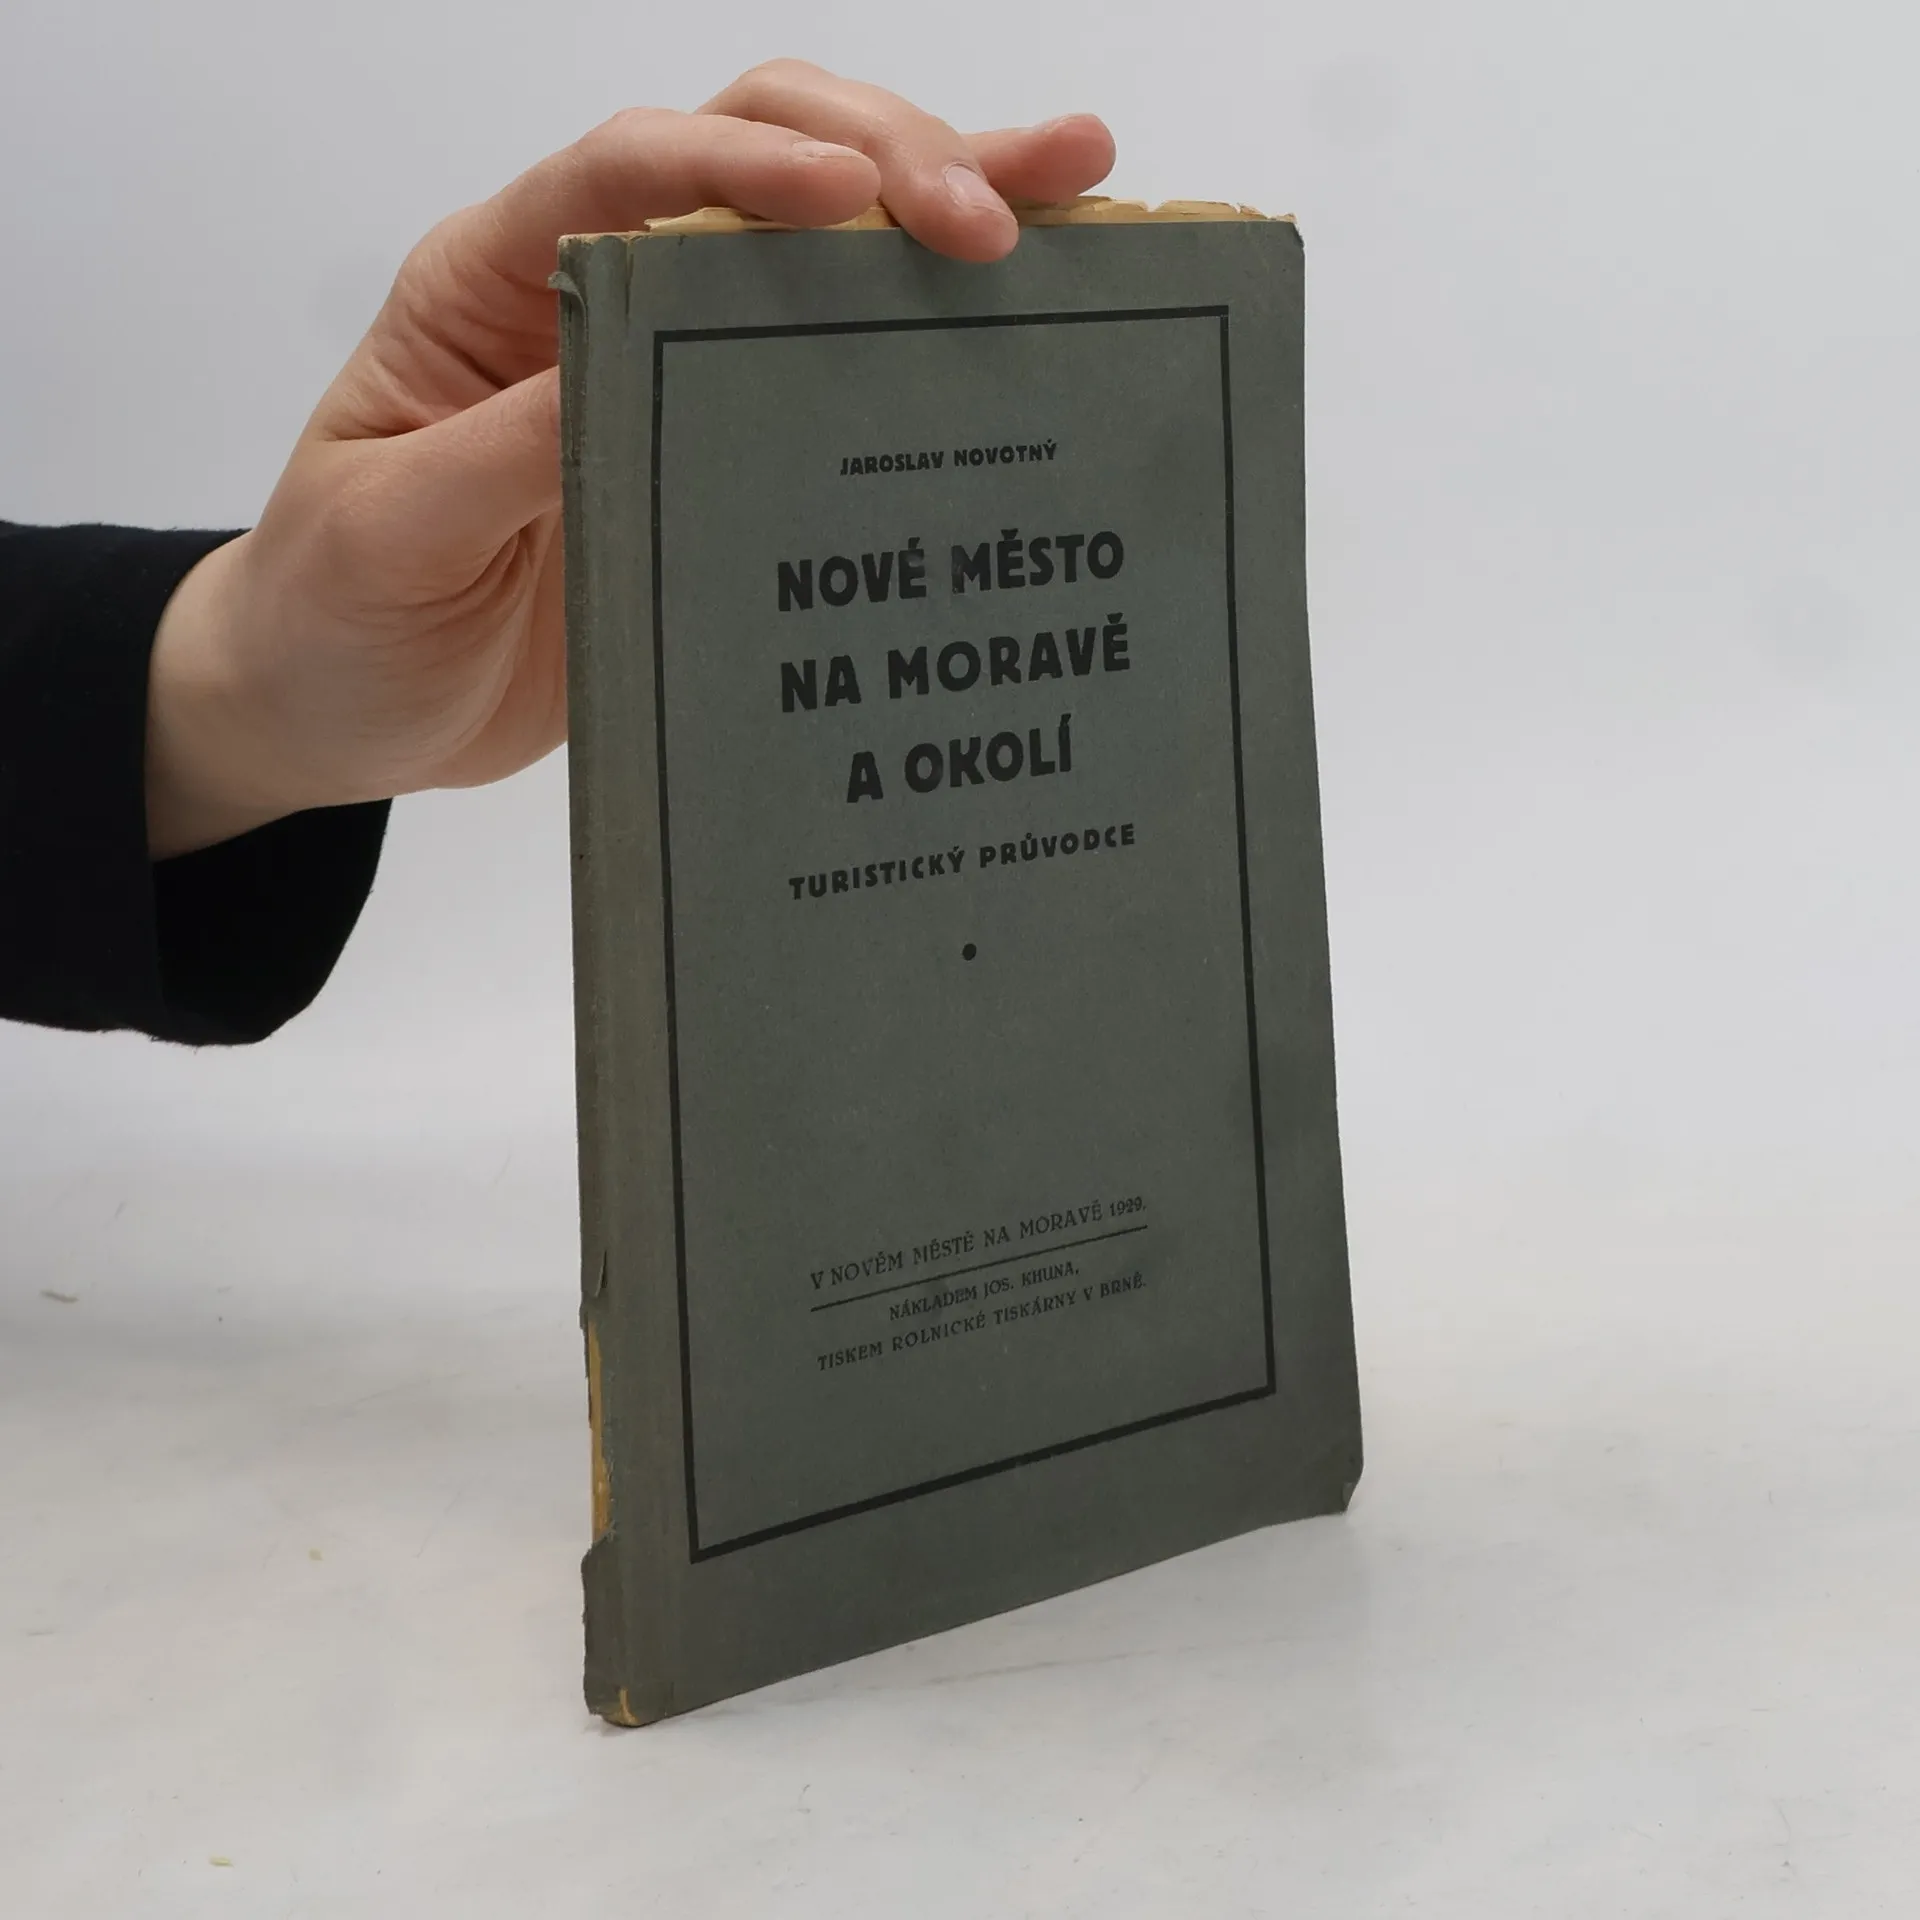 JAROSLAV NOVOTNÝ
NOVÉ MĚSTO
NA MORAVĚ
A OKOLÍ
TURISTICKÝ PRŮVODCE
V NOVÉM MĚSTĚ NA MORAVĚ 1929.
NÁKLADEM JOS. KHUNA,
TISKEM ROLNICKÉ TISKÁRNY V BRNĚ.